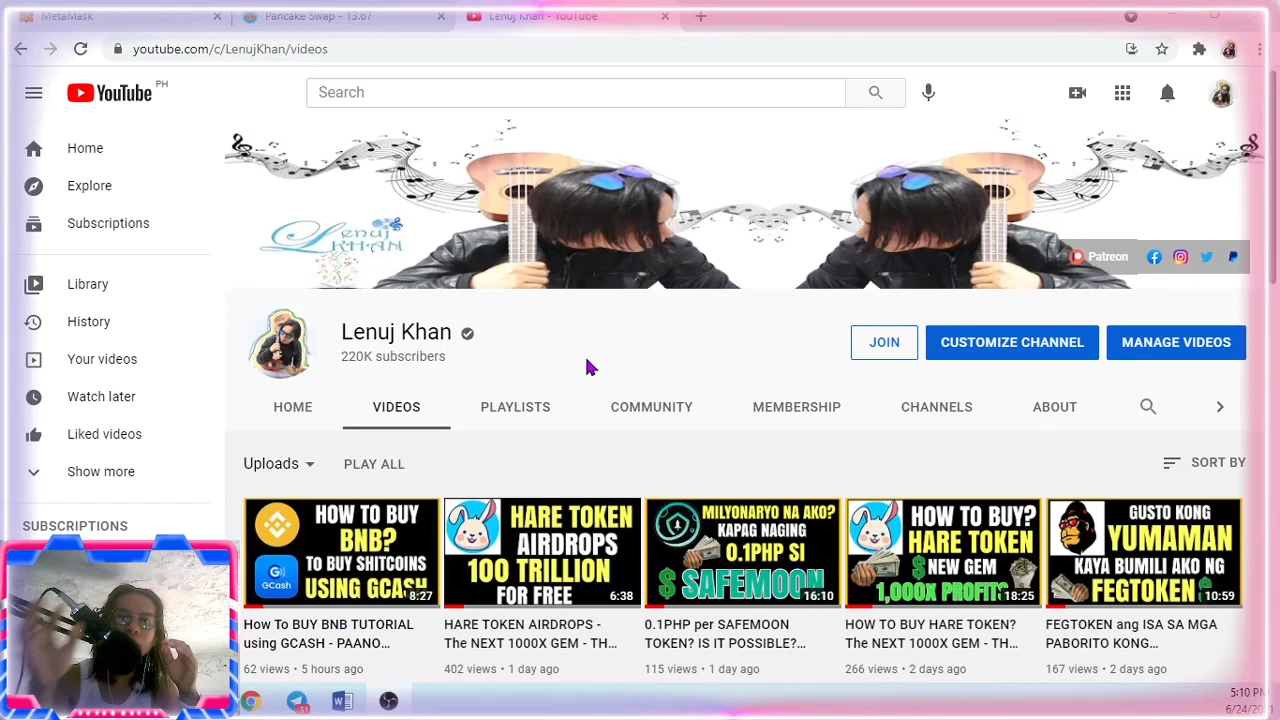 MetaMask
Pancake Swap - 13.67
Lenuj Khan - YouTube
youtube.com/c/LenujKhan/videos
YouTube PH
Search
Home
Explore
Subscriptions
Library
History
Your videos
Watch later
Liked videos
Show more
SUBSCRIPTIONS
Lenuj
KHAN
Patreon
Lenuj Khan
220K subscribers
JOIN
CUSTOMIZE CHANNEL
MANAGE VIDEOS
HOME
VIDEOS
PLAYLISTS
COMMUNITY
MEMBERSHIP
CHANNELS
ABOUT
Uploads
PLAY ALL
SORT BY
HOW TO BUY
BNB?
TO BUY SHITCOINS
USING GCASH
GCash
8:27
HARE TOKEN
AIRDROPS
100 TRILLION
FOR FREE
6:38
MILYONARYO NA AKO?
KAPAG NAGING
0.1PHP SI
$ SAFEMOON
16:10
HOW TO BUY?
HARE TOKEN
$ NEW GEM
1,000X PROFITS
18:25
GUSTO KONG
YUMAMAN
KAYA BUMILI AKO NG
FEGTOKEN
10:59
How To BUY BNB TUTORIAL
using GCASH - PAANO...
62 views • 5 hours ago
HARE TOKEN AIRDROPS -
The NEXT 1000X GEM - TH...
402 views • 1 day ago
0.1PHP per SAFEMOON
TOKEN? IS IT POSSIBLE?...
115 views • 1 day ago
HOW TO BUY HARE TOKEN?
The NEXT 1000X GEM - TH...
266 views • 2 days ago
FEGTOKEN ang ISA SA MGA
PABORITO KONG...
167 views • 2 days ago
51
5:10 PM